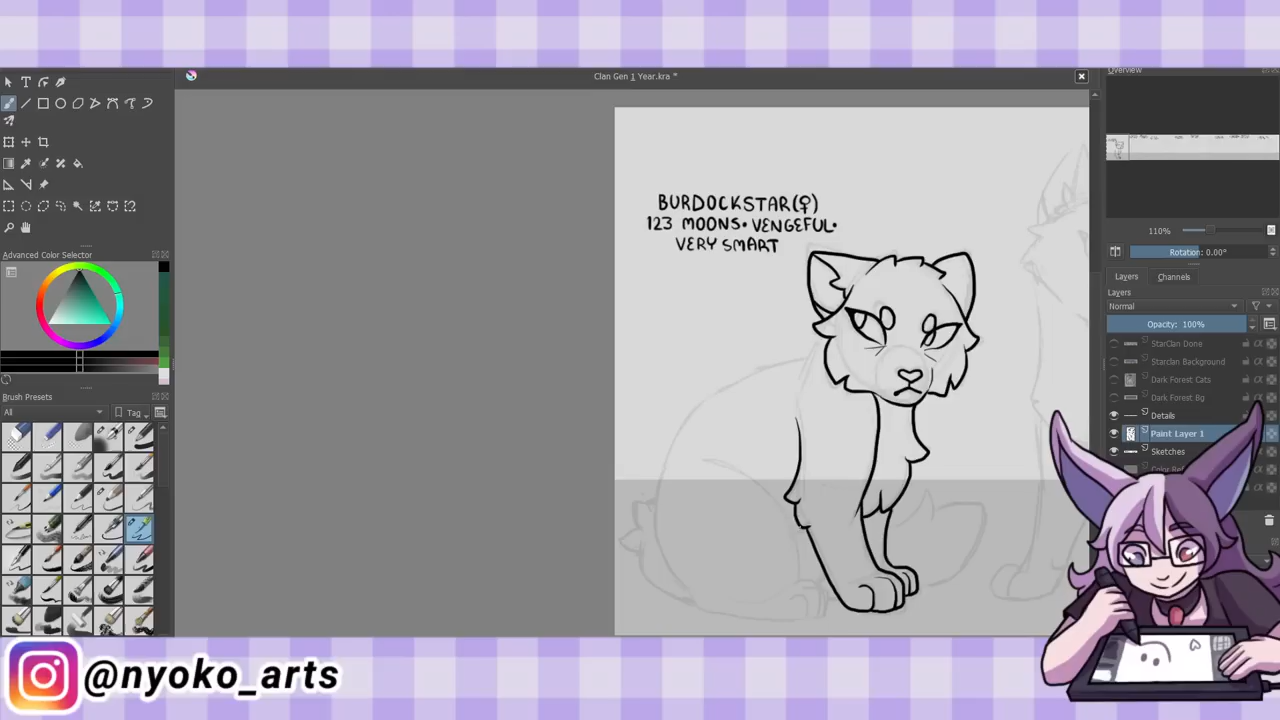 Clan Gen 1 Year.kra *
Overview
110%
Rotation: 0.00°
Advanced Color Selector
Layers
Channels
Layers
Normal
Opacity: 100%
StarClan Done
Starclan Background
Dark Forest Cats
Dark Forest Bg
Details
Paint Layer 1
Sketches
Brush Presets
All
Tag
BURDOCKSTAR(♀)
123 MOONS• VENGEFUL•
VERY SMART
@nyoko_arts